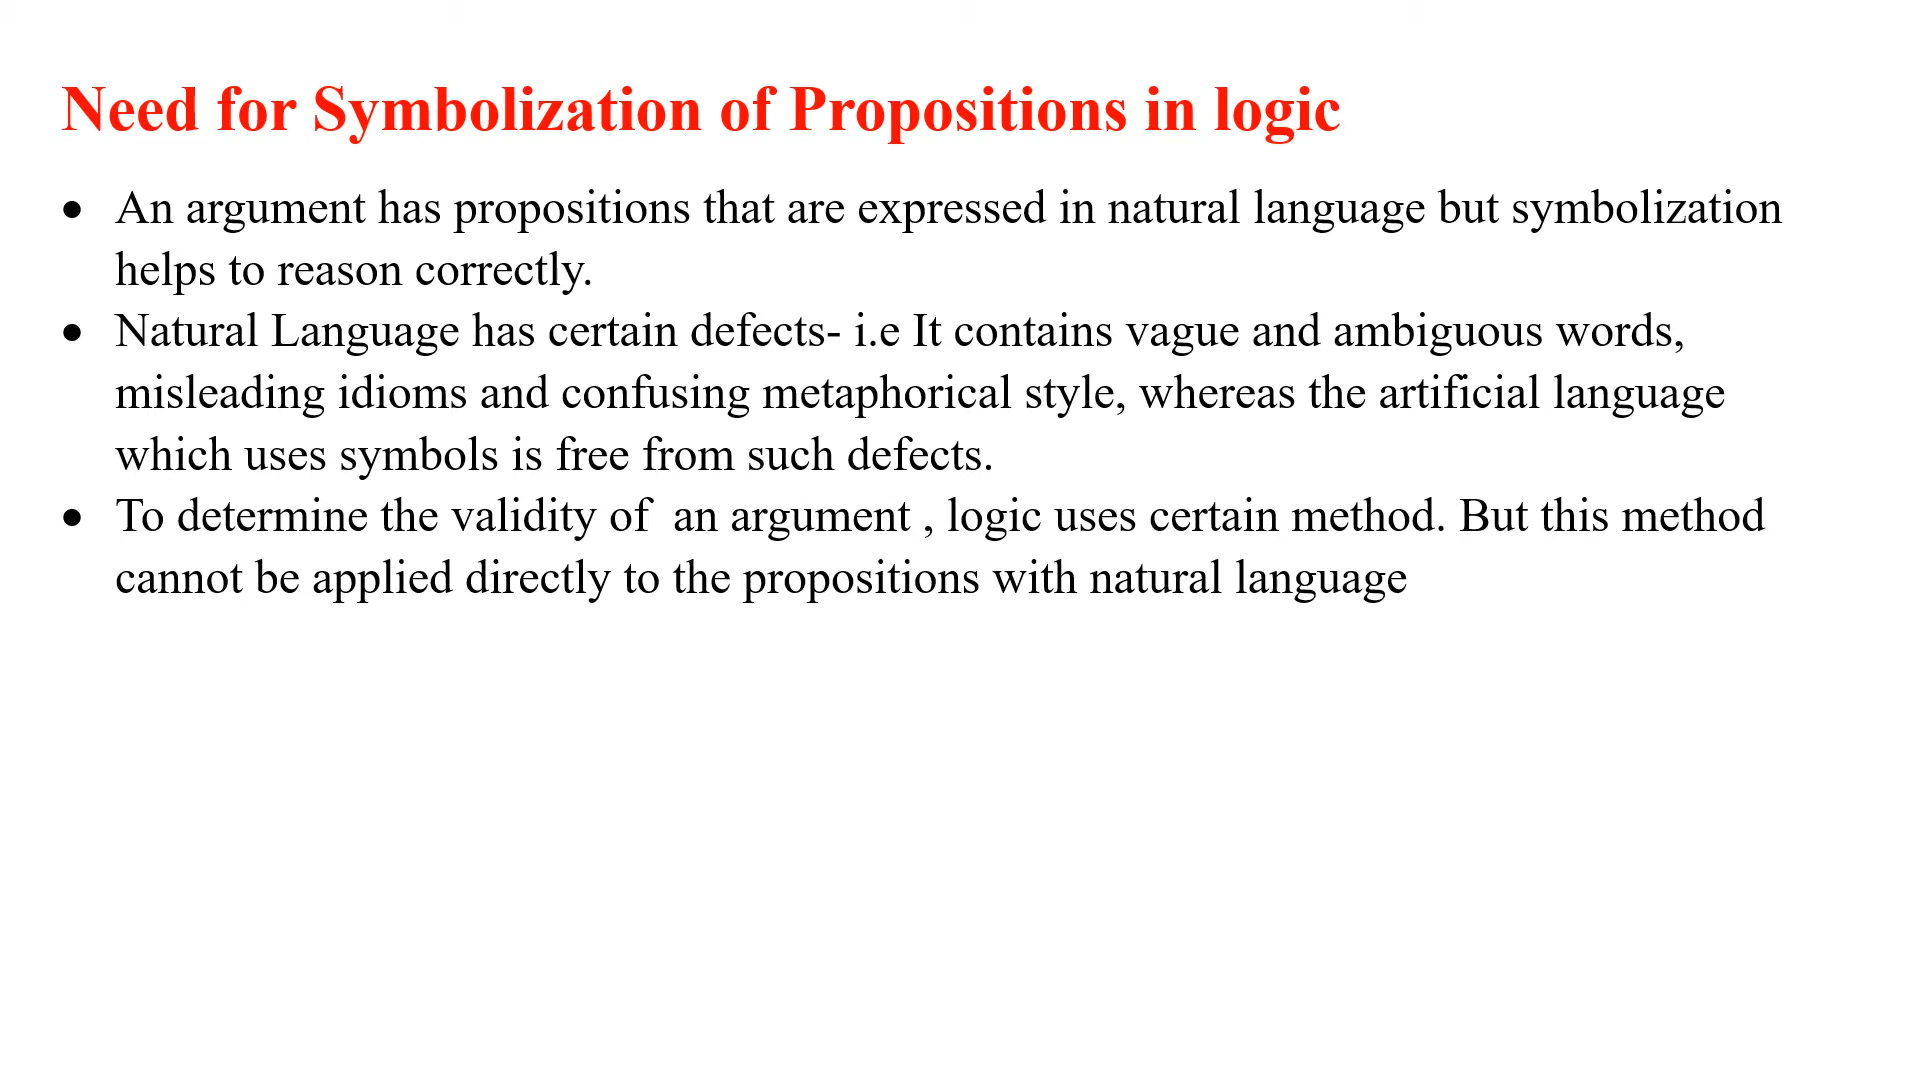 Need for Symbolization of Propositions in logic
• An argument has propositions that are expressed in natural language but symbolization
helps to reason correctly.
• Natural Language has certain defects- i.e It contains vague and ambiguous words,
misleading idioms and confusing metaphorical style, whereas the artificial language
which uses symbols is free from such defects.
• To determine the validity of  an argument , logic uses certain method. But this method
cannot be applied directly to the propositions with natural language